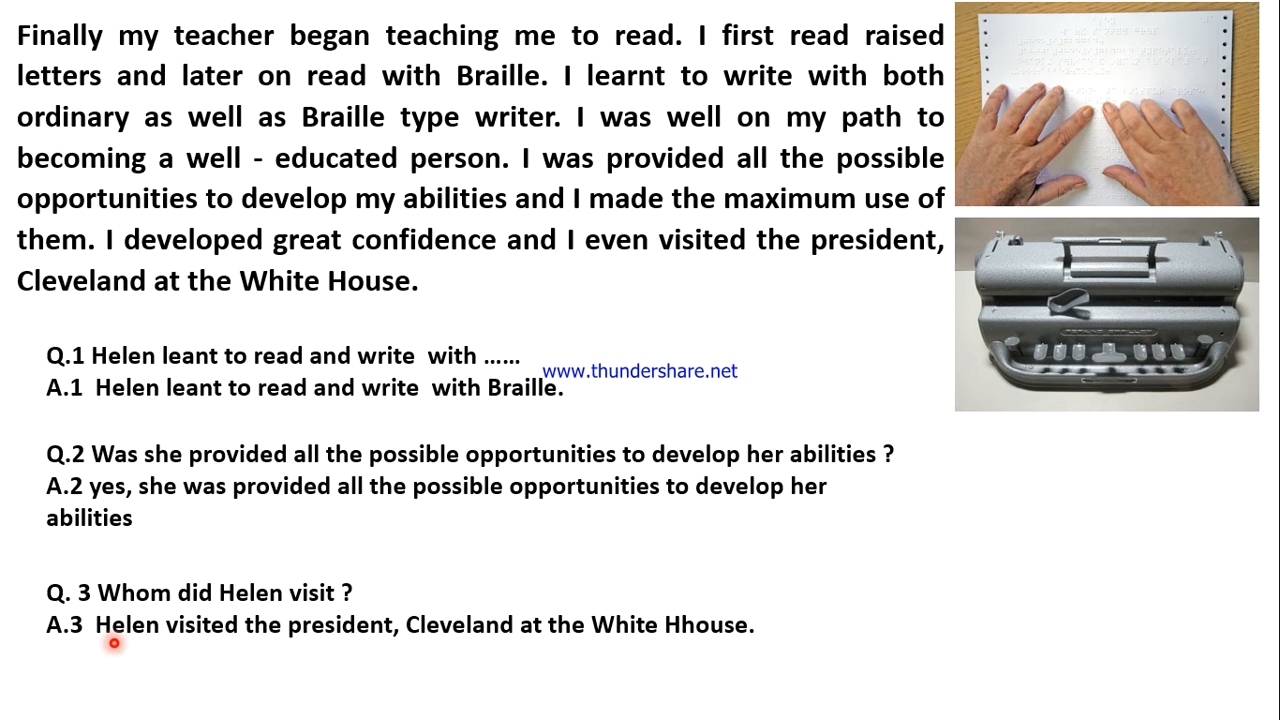 Finally my teacher began teaching me to read. I first read raised
letters and later on read with Braille. I learnt to write with both
ordinary as well as Braille type writer. I was well on my path to
becoming a well - educated person. I was provided all the possible
opportunities to develop my abilities and I made the maximum use of
them. I developed great confidence and I even visited the president,
Cleveland at the White House.
Q.1 Helen leant to read and write with ......
www.thundershare.net
A.1 Helen leant to read and write with Braille.
Q.2 Was she provided all the possible opportunities to develop her abilities ?
A.2 yes, she was provided all the possible opportunities to develop her
abilities
Q. 3 Whom did Helen visit ?
A.3 Helen visited the president, Cleveland at the White Hhouse.